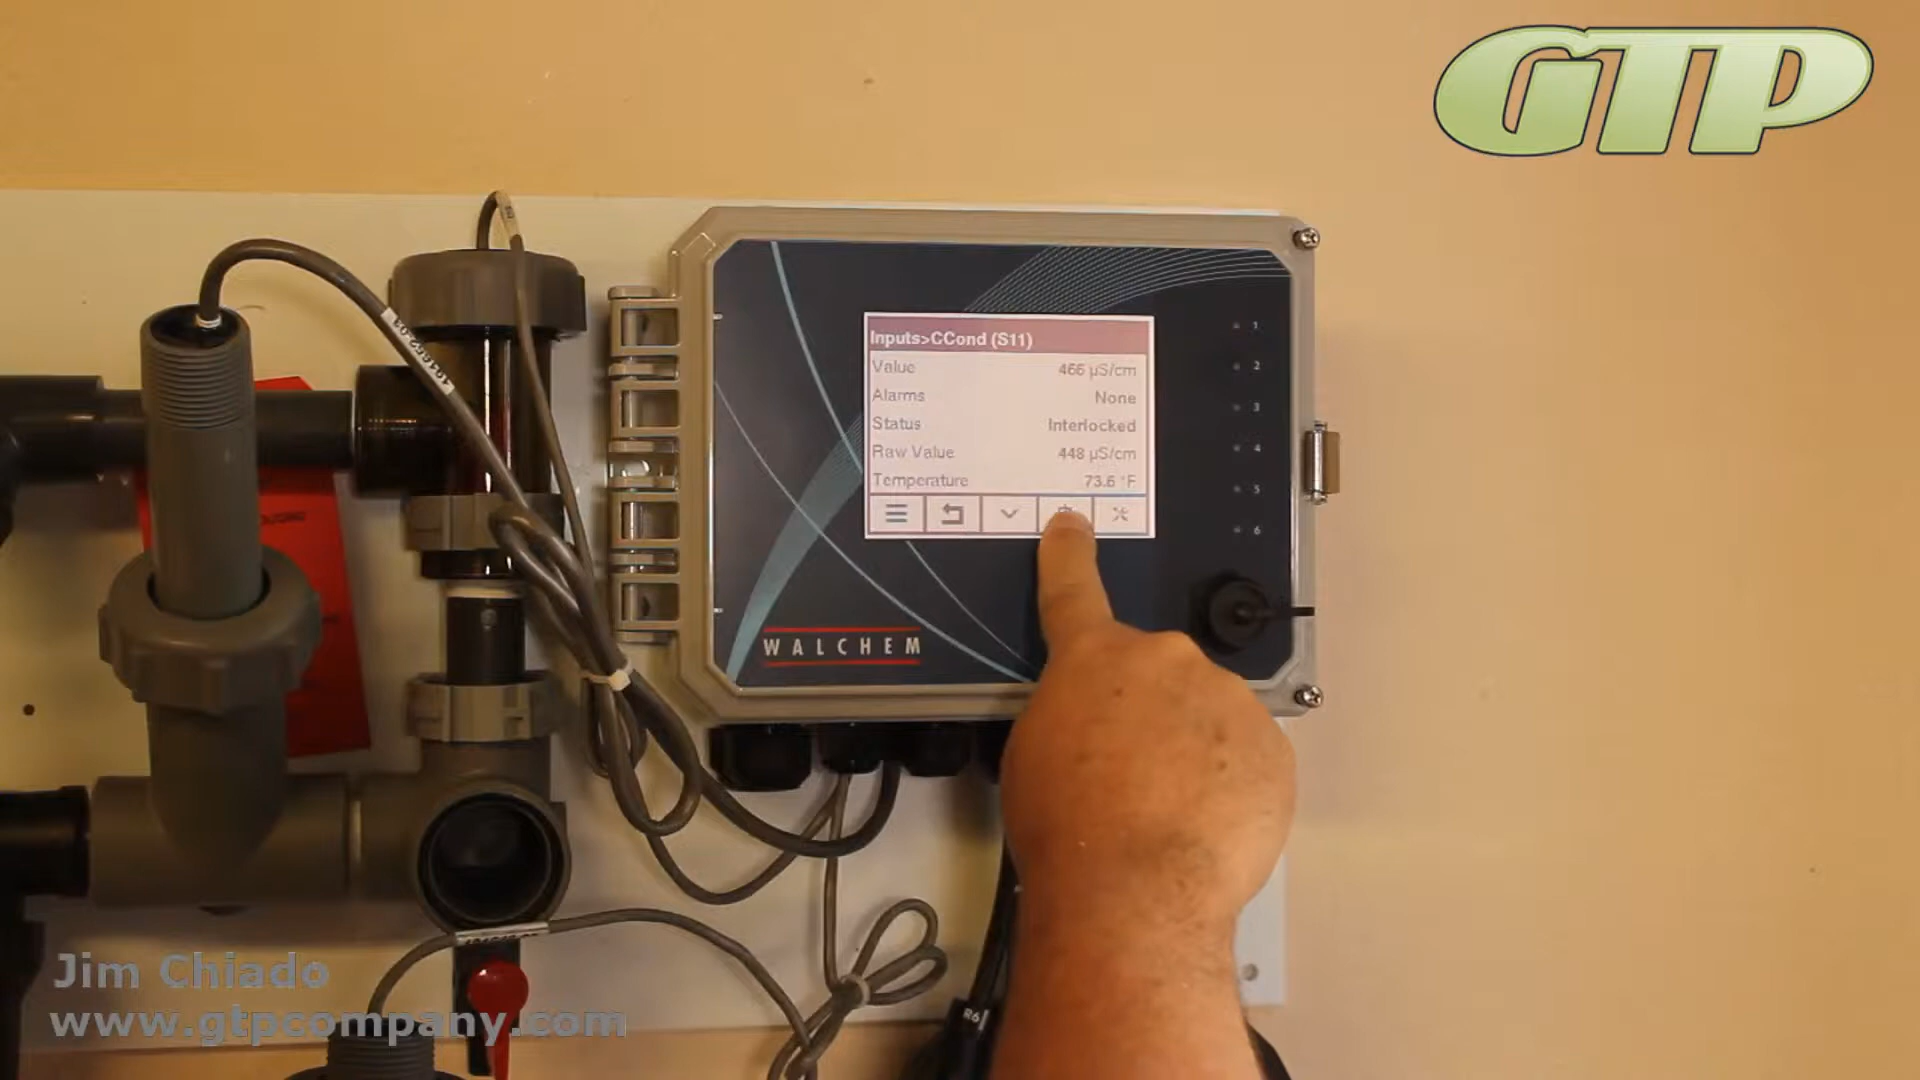 GTP
Inputs>CCond (S11)
Value 466 µS/cm
Alarms None
Status Interlocked
Raw Value 448 µS/cm
Temperature 73.6 °F
1
2
3
4
5
6
WALCHEM
R6
Jim Chiado
www.gtpcompany.com